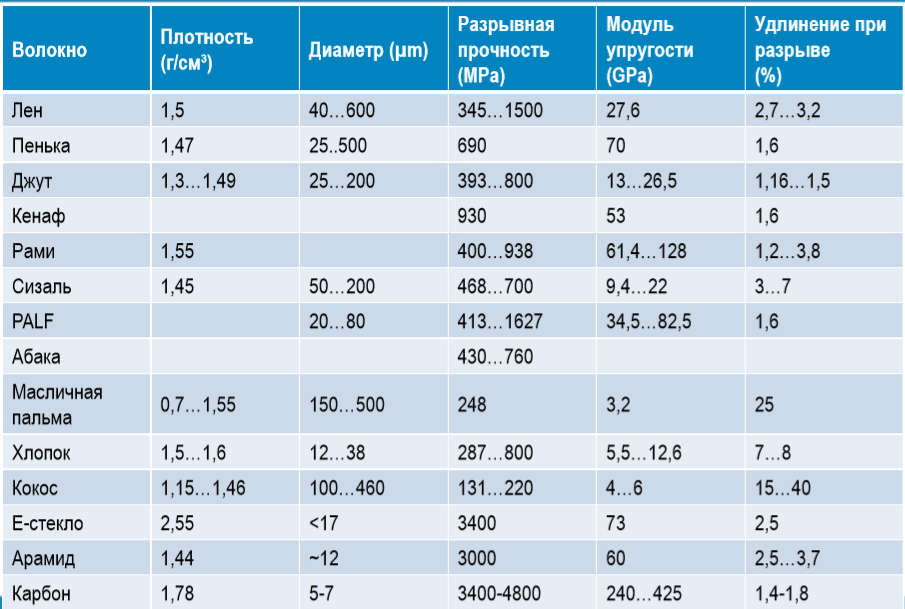 Волокно Плотность (г/см³) Диаметр (µm) Разрывная прочность (MPa) Модуль упругости (GPa) Удлинение при разрыве (%)
Лен 1,5 40…600 345…1500 27,6 2,7…3,2
Пенька 1,47 25..500 690 70 1,6
Джут 1,3…1,49 25…200 393…800 13…26,5 1,16…1,5
Кенаф 930 53 1,6
Рами 1,55 400…938 61,4…128 1,2…3,8
Сизаль 1,45 50…200 468…700 9,4…22 3…7
PALF 20…80 413…1627 34,5…82,5 1,6
Абака 430…760
Масличная пальма 0,7…1,55 150…500 248 3,2 25
Хлопок 1,5…1,6 12…38 287…800 5,5…12,6 7…8
Кокос 1,15…1,46 100…460 131…220 4…6 15…40
Е-стекло 2,55 <17 3400 73 2,5
Арамид 1,44 ~12 3000 60 2,5…3,7
Карбон 1,78 5-7 3400-4800 240…425 1,4-1,8